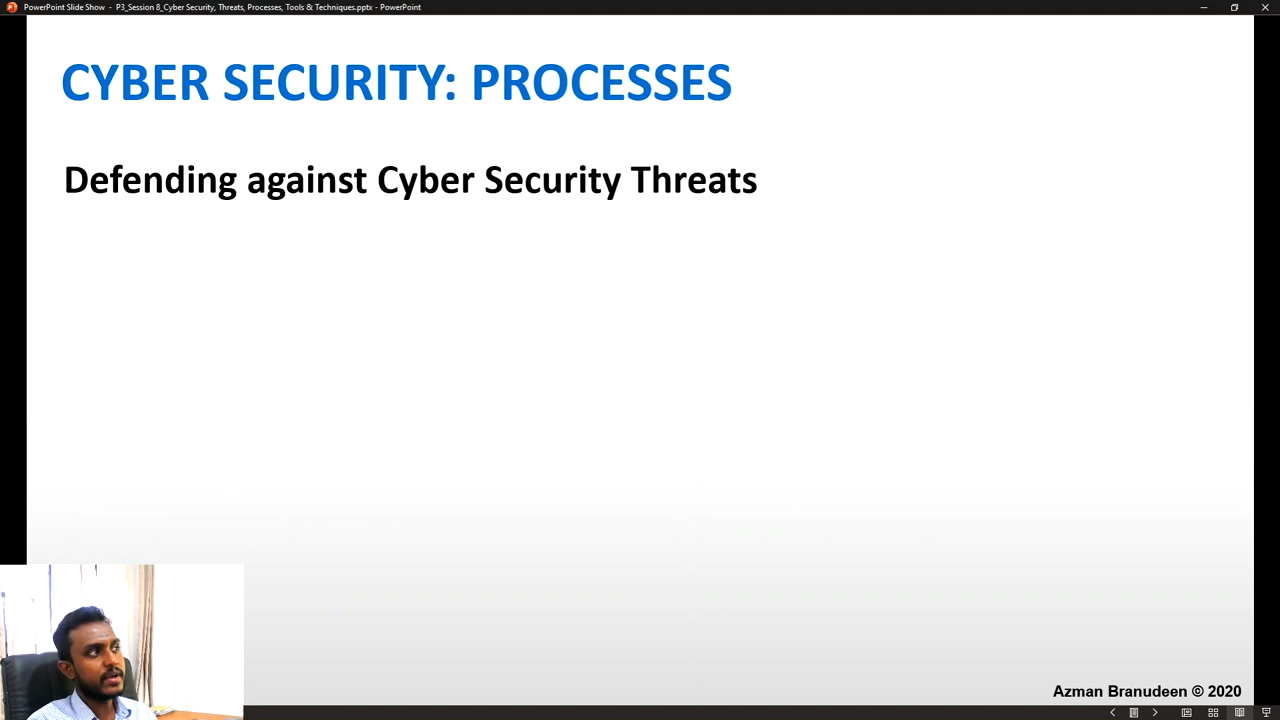 PowerPoint Slide Show - P3_Session 8_Cyber Security, Threats, Processes, Tools & Techniques.pptx - PowerPoint
CYBER SECURITY: PROCESSES
Defending against Cyber Security Threats
Azman Branudeen © 2020